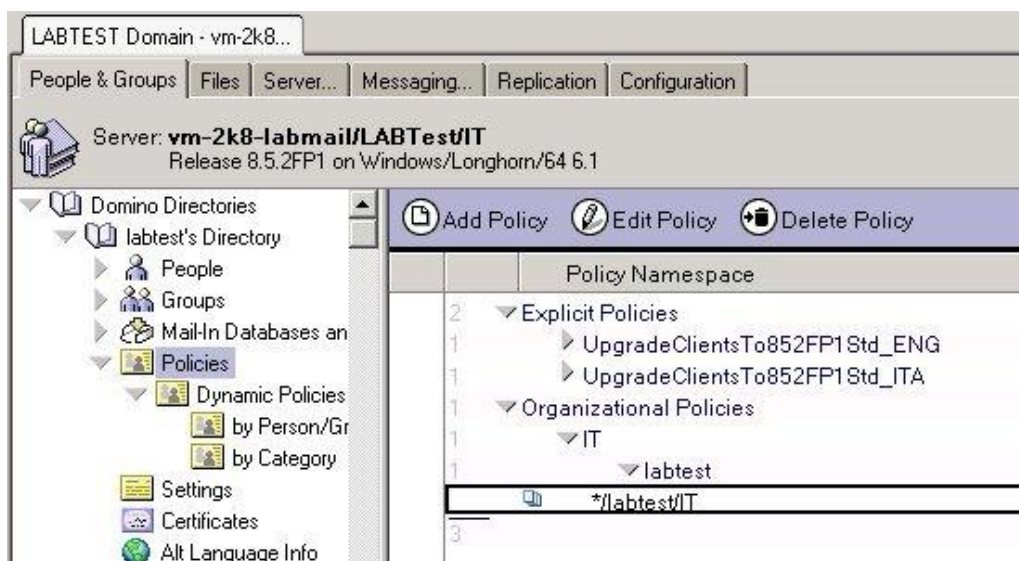 LABTEST Domain - vm-2k8...
People & Groups Files Server... Messaging... Replication Configuration
Server: vm-2k8-labmail/LABTest/IT
Release 8.5.2FP1 on Windows/Longhorn/64 6.1
Domino Directories
labtest's Directory
People
Groups
Mail-In Databases an
Policies
Dynamic Policies
by Person/Gr
by Category
Settings
Certificates
Alt Language Info
Add Policy Edit Policy Delete Policy
Policy Namespace
2 Explicit Policies
1 UpgradeClientsTo852FP1Std_ENG
1 UpgradeClientsTo852FP1Std_ITA
1 Organizational Policies
1 IT
1 labtest
*/labtest/IT
3